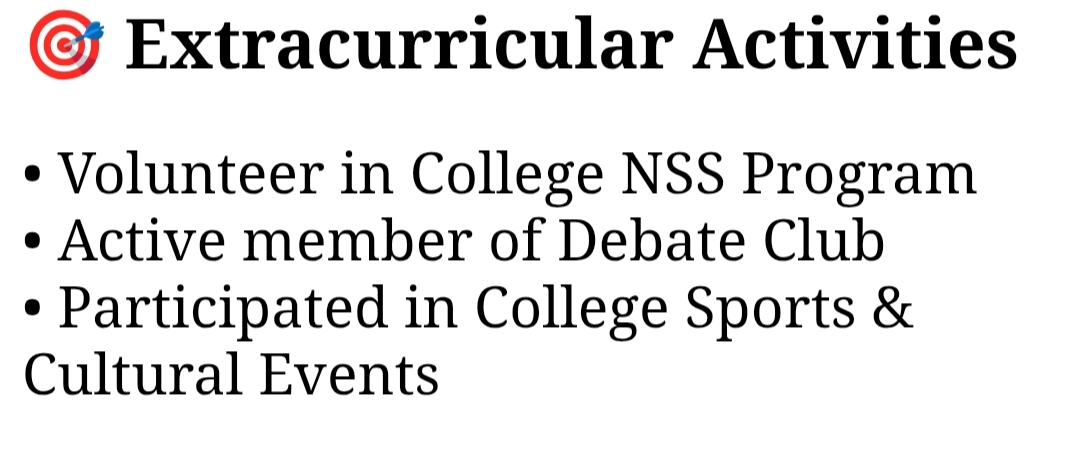 🎯 Extracurricular Activities
• Volunteer in College NSS Program
• Active member of Debate Club
• Participated in College Sports &
Cultural Events